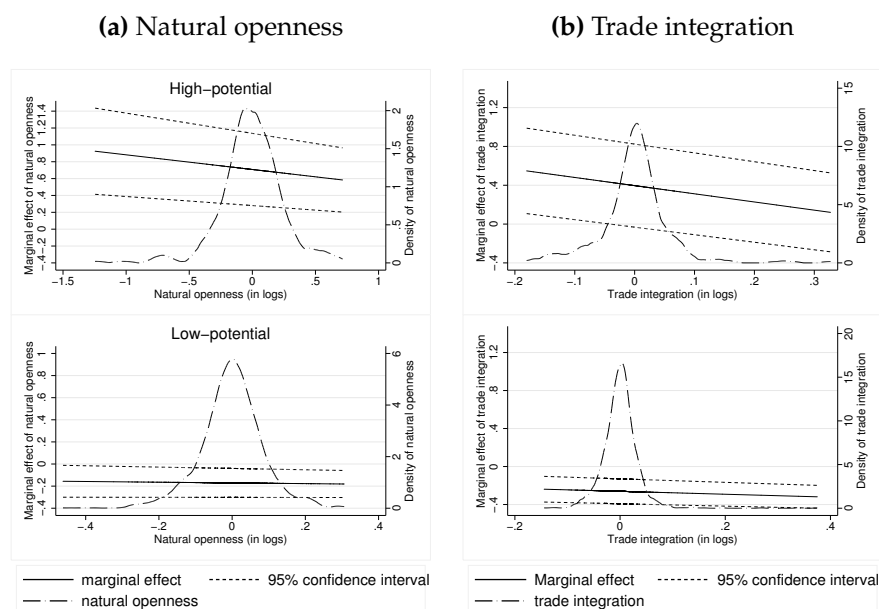 (a) Natural openness
(b) Trade integration
High−potential
Marginal effect of natural openness
−.4 −.2 0 .2 .4 .6 .8 1 1.2 1.4
Density of natural openness
0 .5 1 1.5 2
−1.5 −1 −.5 0 .5 1
Natural openness (in logs)
Marginal effect of trade integration
−.4 0 .4 .8 1.2
Density of trade integration
0 5 10 15
−.2 −.1 0 .1 .2 .3
Trade integration (in logs)
Low−potential
Marginal effect of natural openness
−.4 −.2 0 .2 .4 .6 .8 1
Density of natural openness
0 2 4 6
−.4 −.2 0 .2 .4
Natural openness (in logs)
Marginal effect of trade integration
−.4 0 .4 .8 1.2
Density of trade integration
0 5 10 15 20
−.2 0 .2 .4
Trade integration (in logs)
marginal effect
95% confidence interval
natural openness
Marginal effect
95% confidence interval
trade integration